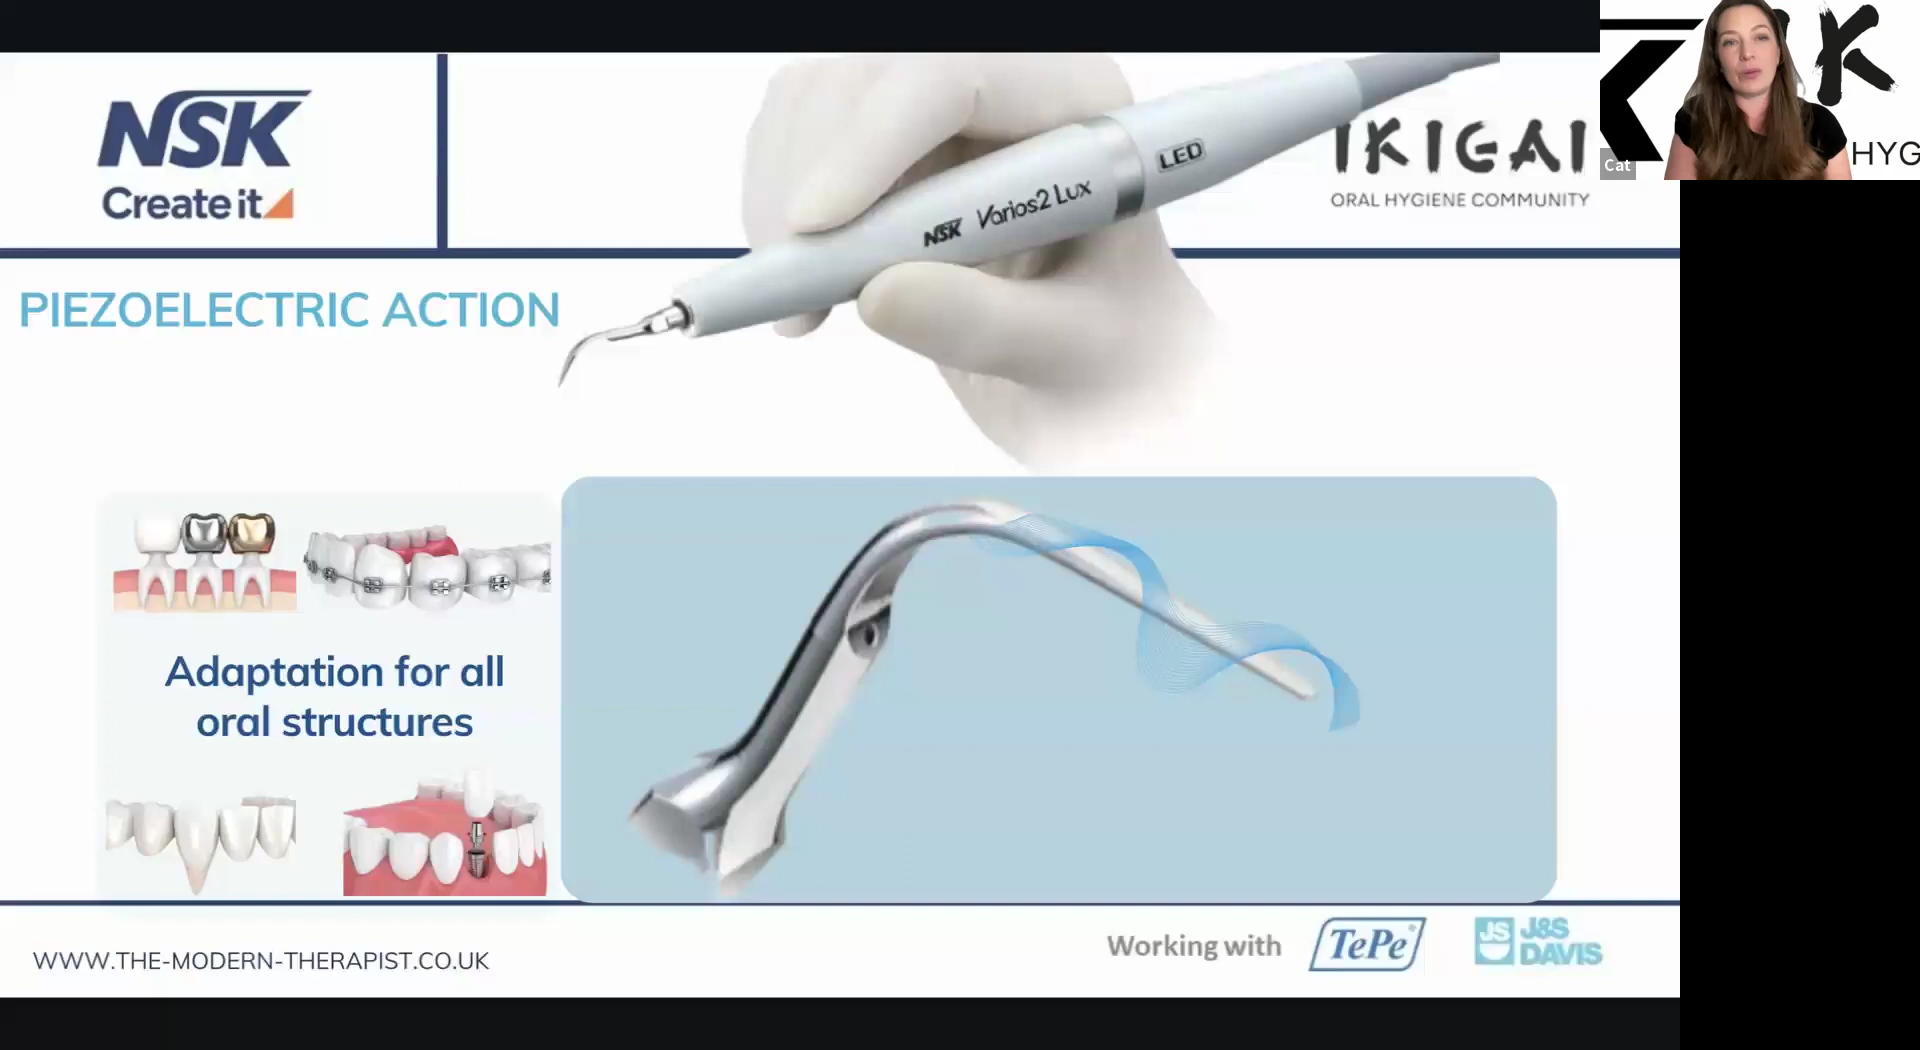 NSK
Create it
NSK Varios2 Lux
LED
IKIGAI
ORAL HYGIENE COMMUNITY
K
Cat
HYG
PIEZOELECTRIC ACTION
Adaptation for all
oral structures
WWW.THE-MODERN-THERAPIST.CO.UK
Working with
TePe®
JS
J&S
DAVIS